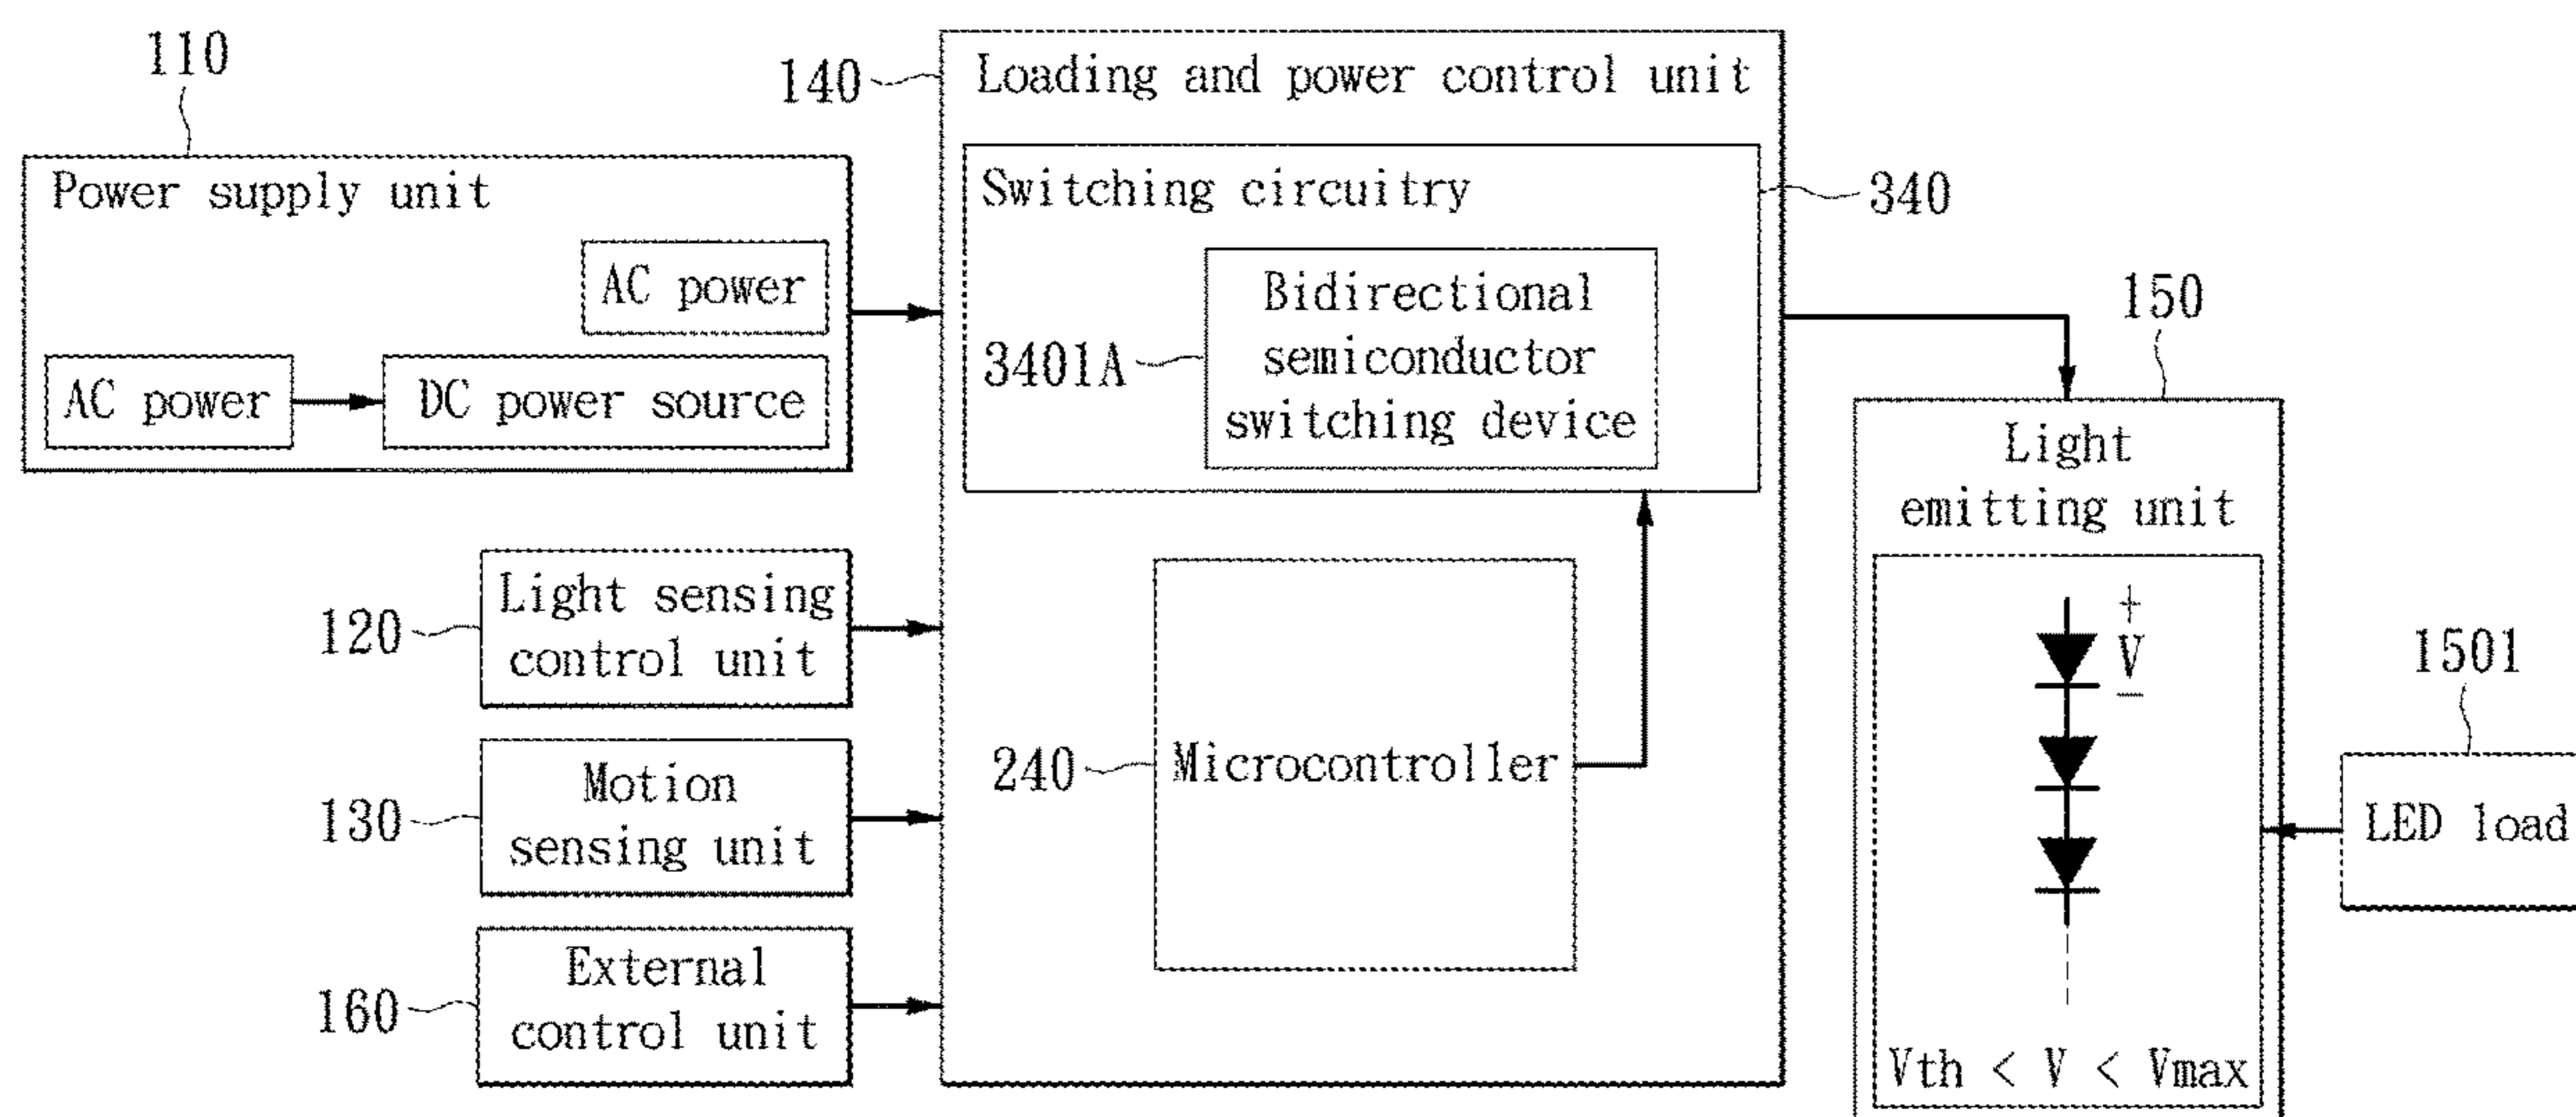 110
Power supply unit
AC power
AC power
DC power source
120
Light sensing
control unit
130
Motion
sensing unit
160
External
control unit
140
Loading and power control unit
Switching circuitry
340
3401A
Bidirectional
semiconductor
switching device
240
Microcontroller
150
Light
emitting unit
+
V
−
Vth < V < Vmax
1501
LED load